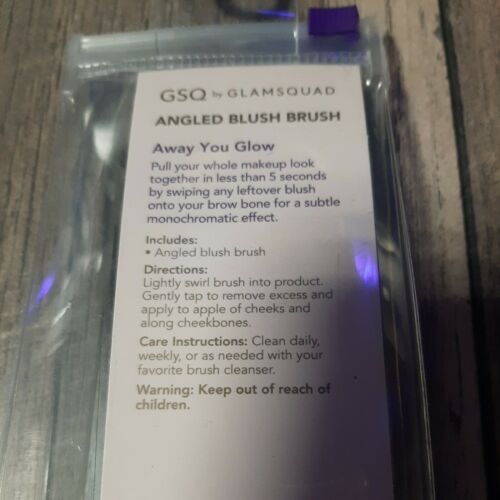 GSQ by GLAMSQUAD
ANGLED BLUSH BRUSH
Away You Glow
Pull your whole makeup look
together in less than 5 seconds
by swiping any leftover blush
onto your brow bone for a subtle
monochromatic effect.
Includes:
• Angled blush brush
Directions:
Lightly swirl brush into product.
Gently tap to remove excess and
apply to apple of cheeks and
along cheekbones.
Care Instructions: Clean daily,
weekly, or as needed with your
favorite brush cleanser.
Warning: Keep out of reach of
children.